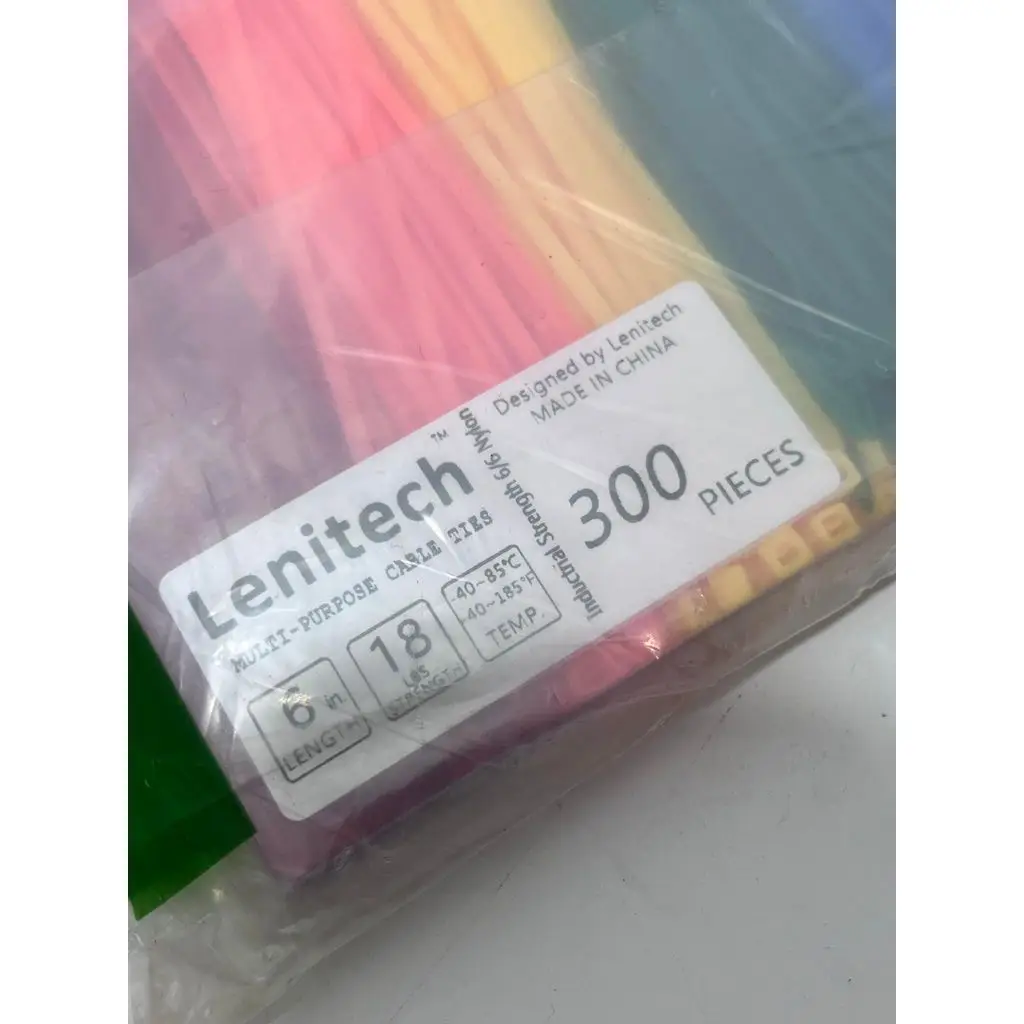 Lenitech™
MULTI-PURPOSE CABLE TIES
6 in.
LENGTH
18
LBS
STRENGTH
-40~85°C
-40~185°F
TEMP.
Inductrial Strength 6/6 Nylon
Designed by Lenitech
MADE IN CHINA
300
PIECES